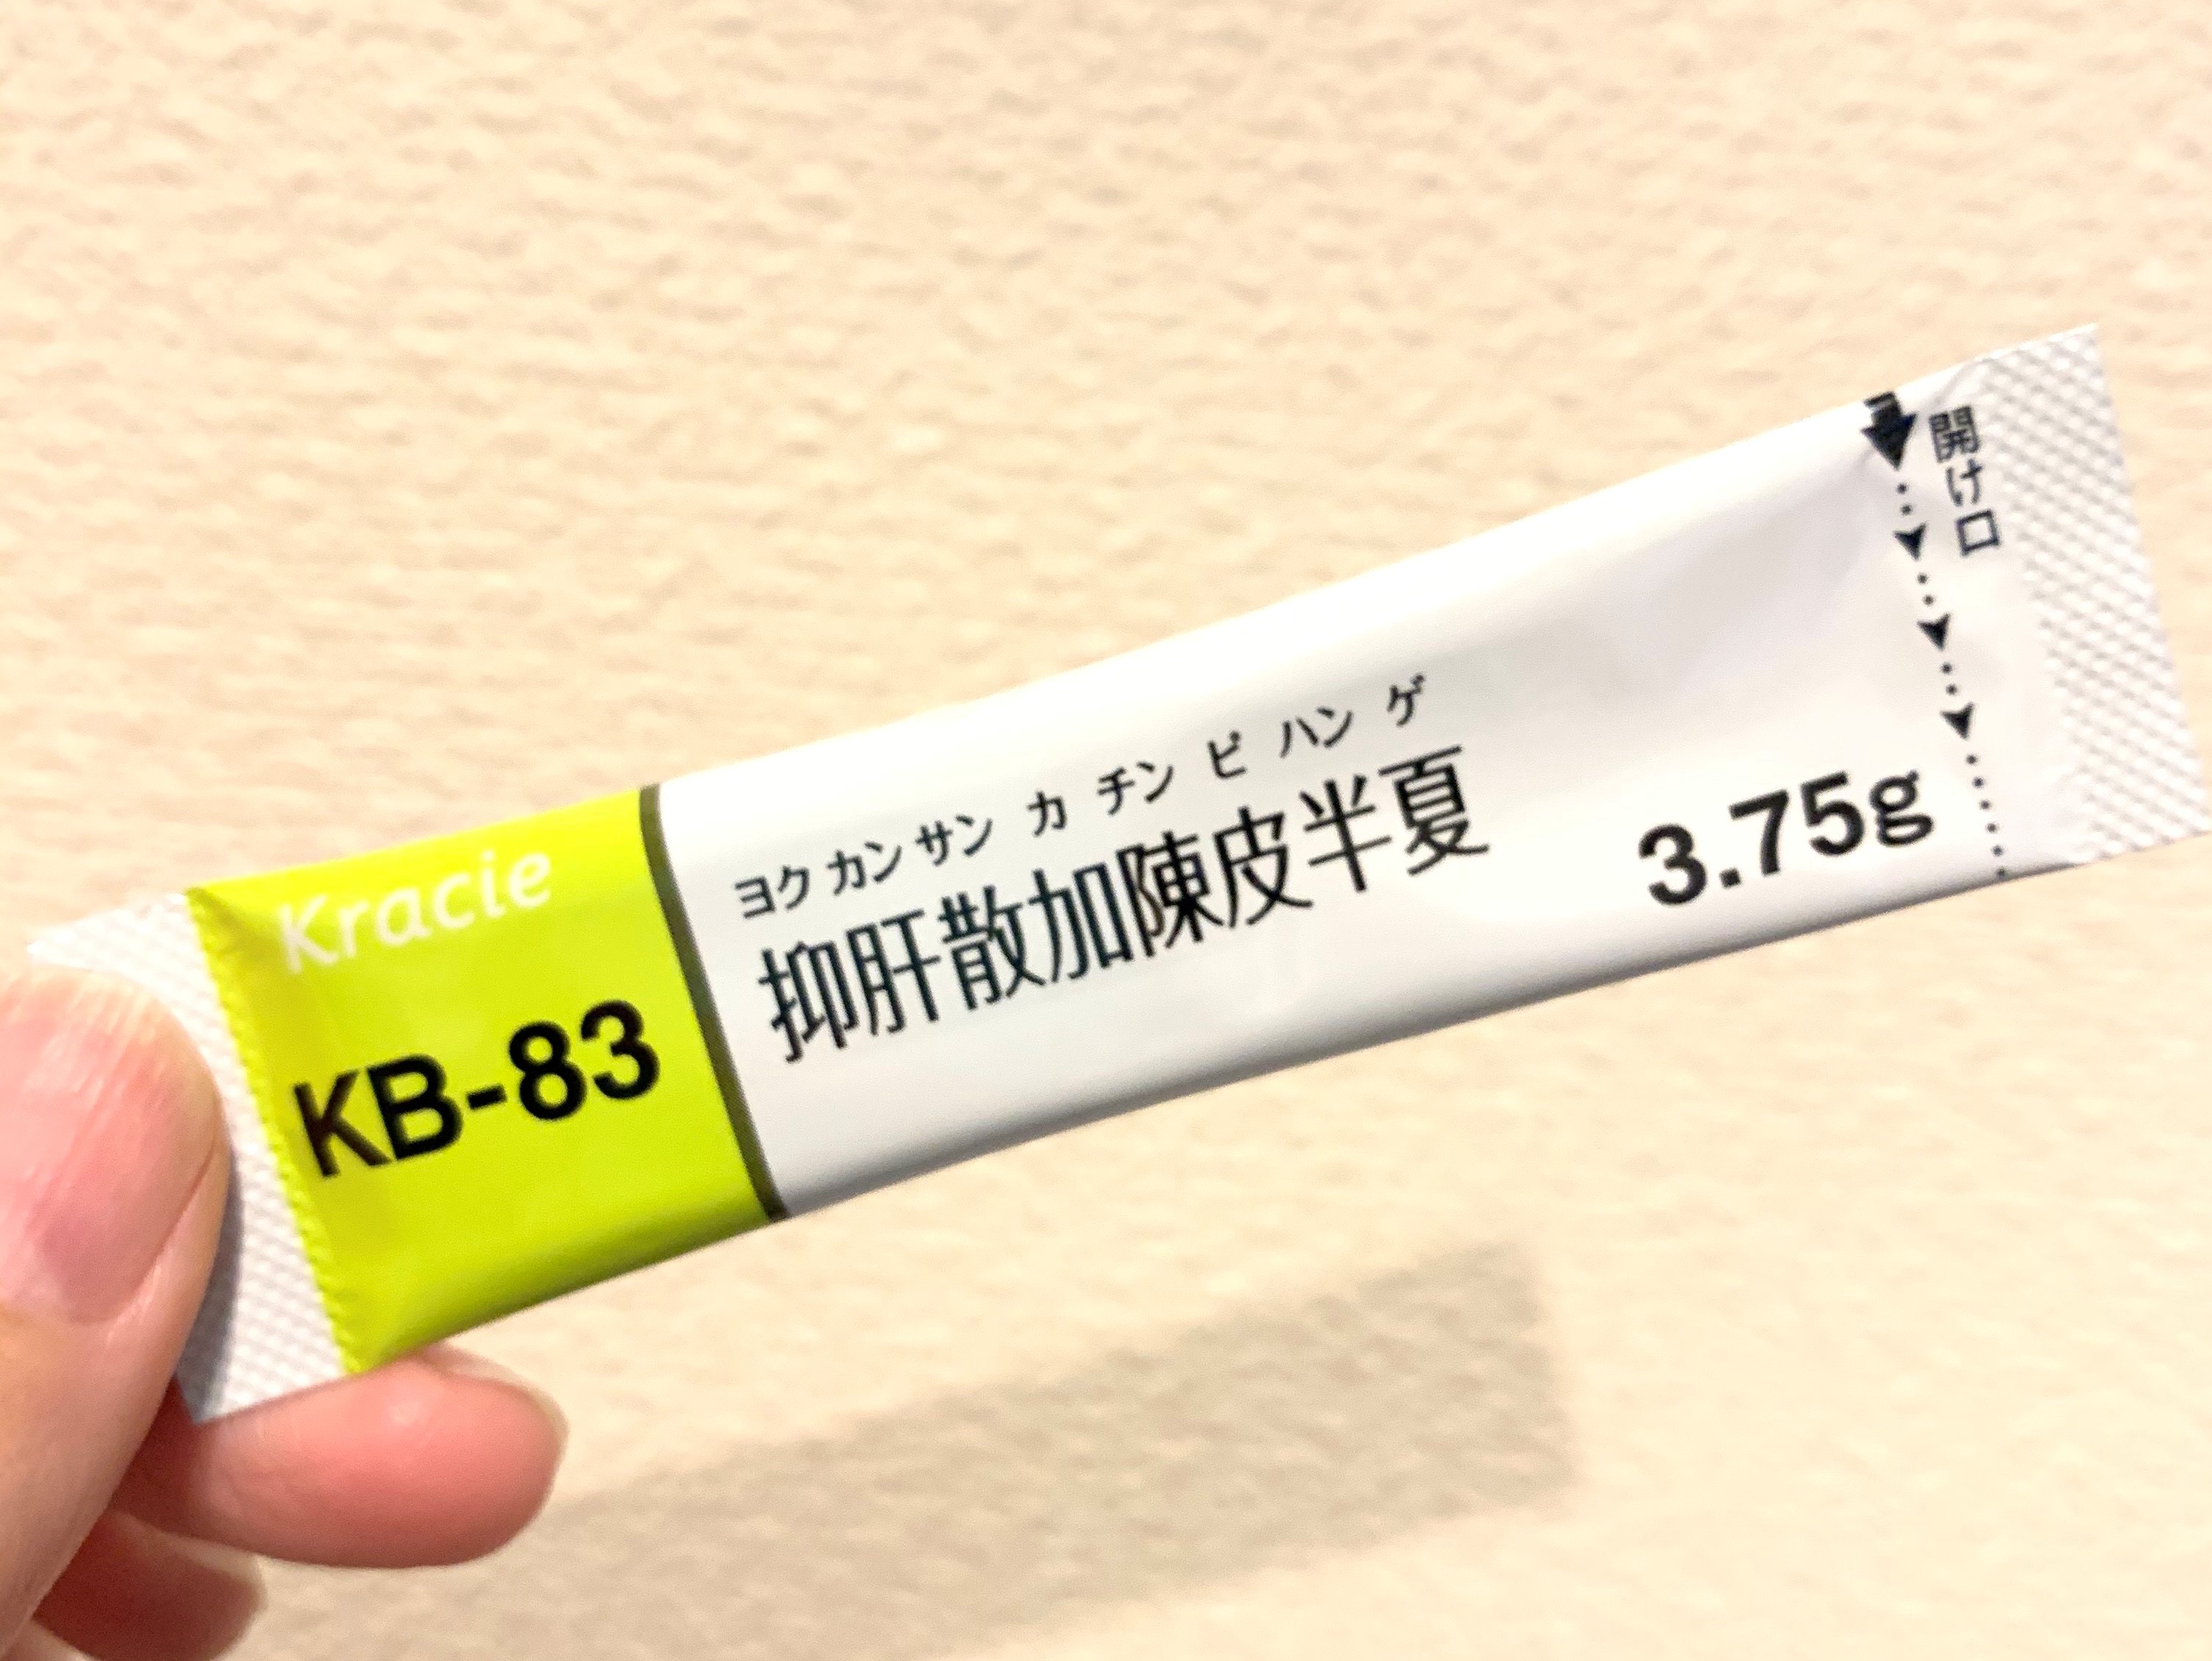 Kracie
KB-83
ヨク カン サン カ チン ピ ハン ゲ
抑肝散加陳皮半夏
3.75g
開け口